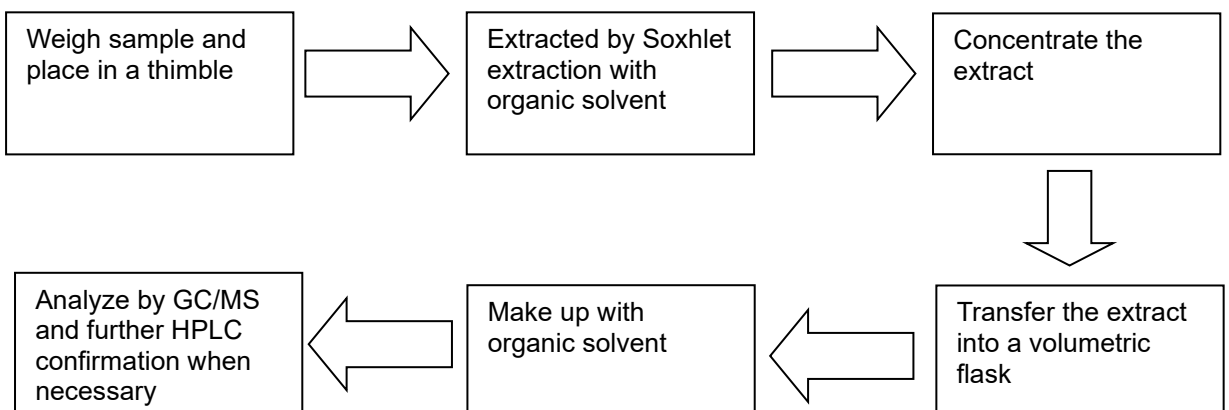 Weigh sample and
place in a thimble
Extracted by Soxhlet
extraction with
organic solvent
Concentrate the
extract
Transfer the extract
into a volumetric
flask
Make up with
organic solvent
Analyze by GC/MS
and further HPLC
confirmation when
necessary